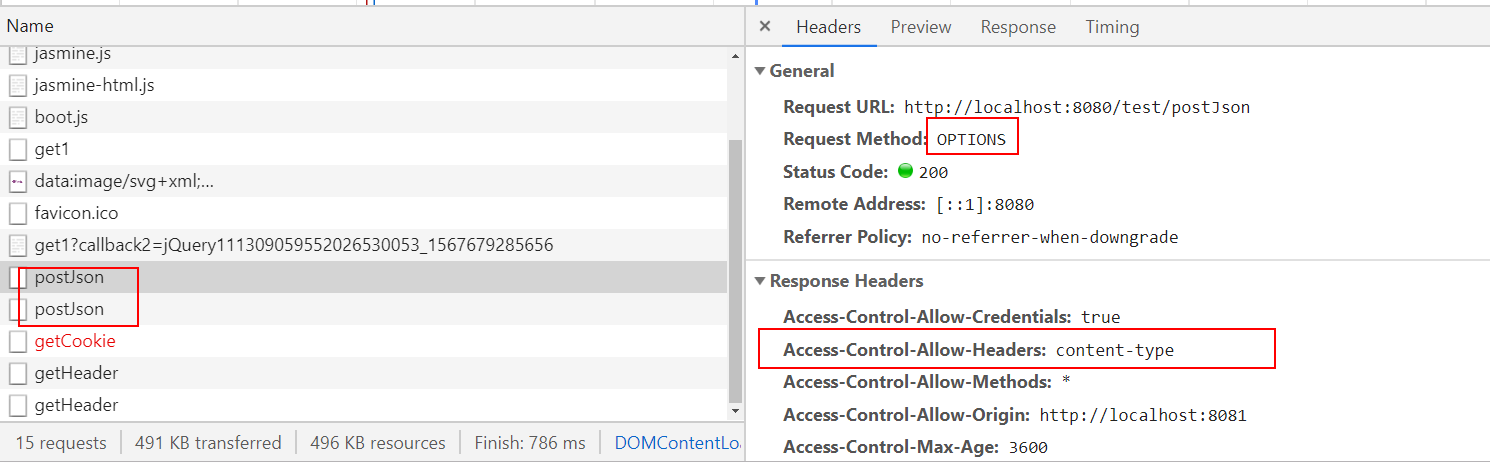 Name
jasmine.js
jasmine-html.js
boot.js
get1
data:image/svg+xml;...
favicon.ico
get1?callback2=jQuery111309059552026530053_1567679285656
postJson
postJson
getCookie
getHeader
getHeader
15 requests
491 KB transferred
496 KB resources
Finish: 786 ms
DOMContentLoa
× Headers Preview Response Timing
▼ General
Request URL: http://localhost:8080/test/postJson
Request Method: OPTIONS
Status Code: 200
Remote Address: [::1]:8080
Referrer Policy: no-referrer-when-downgrade
▼ Response Headers
Access-Control-Allow-Credentials: true
Access-Control-Allow-Headers: content-type
Access-Control-Allow-Methods: *
Access-Control-Allow-Origin: http://localhost:8081
Access-Control-Max-Age: 3600